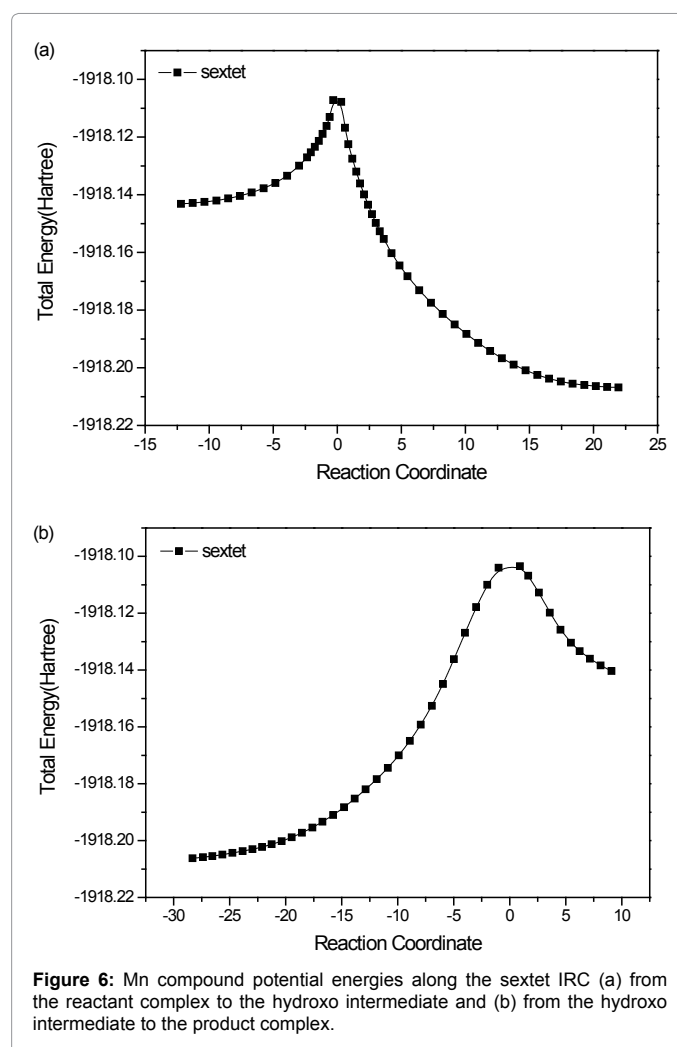 (a)
sextet
-1918.10
-1918.12
-1918.14
-1918.16
-1918.18
-1918.20
-1918.22
Total Energy(Hartree)
-15 -10 -5 0 5 10 15 20 25
Reaction Coordinate
(b)
sextet
-1918.10
-1918.12
-1918.14
-1918.16
-1918.18
-1918.20
-1918.22
Total Energy(Hartree)
-30 -25 -20 -15 -10 -5 0 5 10
Reaction Coordinate
Figure 6: Mn compound potential energies along the sextet IRC (a) from
the reactant complex to the hydroxo intermediate and (b) from the hydroxo
intermediate to the product complex.